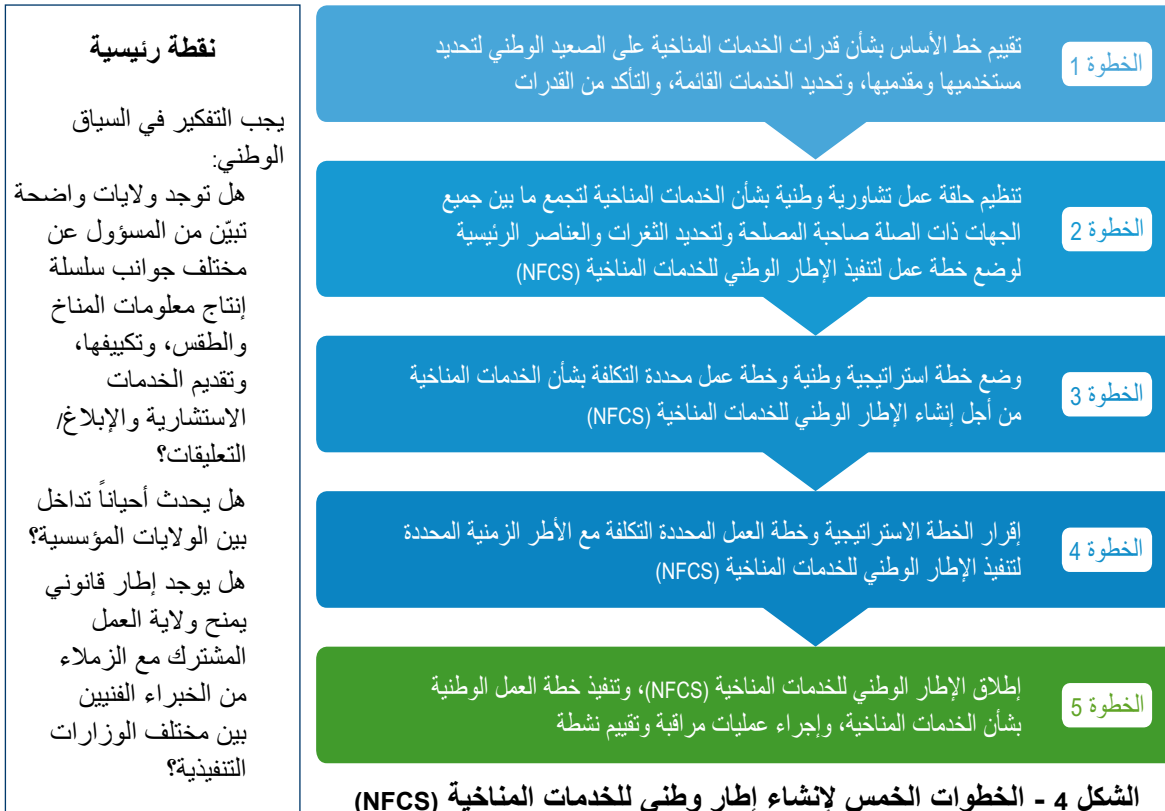 الخطوة 1
تقييم خط الأساس بشأن قدرات الخدمات المناخية على الصعيد الوطني لتحديد
مستخدميها ومقدميها، وتحديد الخدمات القائمة، والتأكد من القدرات
الخطوة 2
تنظيم حلقة عمل تشاورية وطنية بشأن الخدمات المناخية لتجمع ما بين جميع
الجهات ذات الصلة صاحبة المصلحة ولتحديد الثغرات والعناصر الرئيسية
لوضع خطة عمل لتنفيذ الإطار الوطني للخدمات المناخية (NFCS)
الخطوة 3
وضع خطة استراتيجية وطنية وخطة عمل محددة التكلفة بشأن الخدمات المناخية
من أجل إنشاء الإطار الوطني للخدمات المناخية (NFCS)
الخطوة 4
إقرار الخطة الاستراتيجية وخطة العمل المحددة التكلفة مع الأطر الزمنية المحددة
لتنفيذ الإطار الوطني للخدمات المناخية (NFCS)
الخطوة 5
إطلاق الإطار الوطني للخدمات المناخية (NFCS)، وتنفيذ خطة العمل الوطنية
بشأن الخدمات المناخية، وإجراء عمليات مراقبة وتقييم نشطة
الشكل 4 - الخطوات الخمس لإنشاء إطار وطني للخدمات المناخية (NFCS)
نقطة رئيسية
يجب التفكير في السياق
الوطني:
هل توجد ولايات واضحة
تبيّن من المسؤول عن
مختلف جوانب سلسلة
إنتاج معلومات المناخ
والطقس، وتكييفها،
وتقديم الخدمات
الاستشارية والإبلاغ/
التعليقات؟
هل يحدث أحياناً تداخل
بين الولايات المؤسسية؟
هل يوجد إطار قانوني
يمنح ولاية العمل
المشترك مع الزملاء
من الخبراء الفنيين
بين مختلف الوزارات
التنفيذية؟